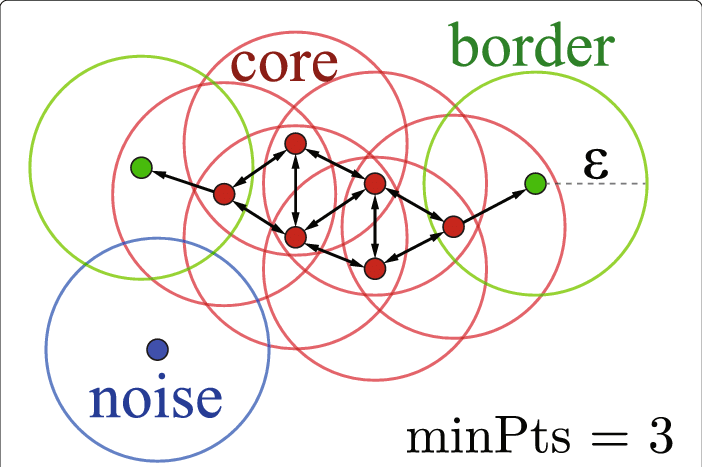 core
border
ε
noise
minPts = 3